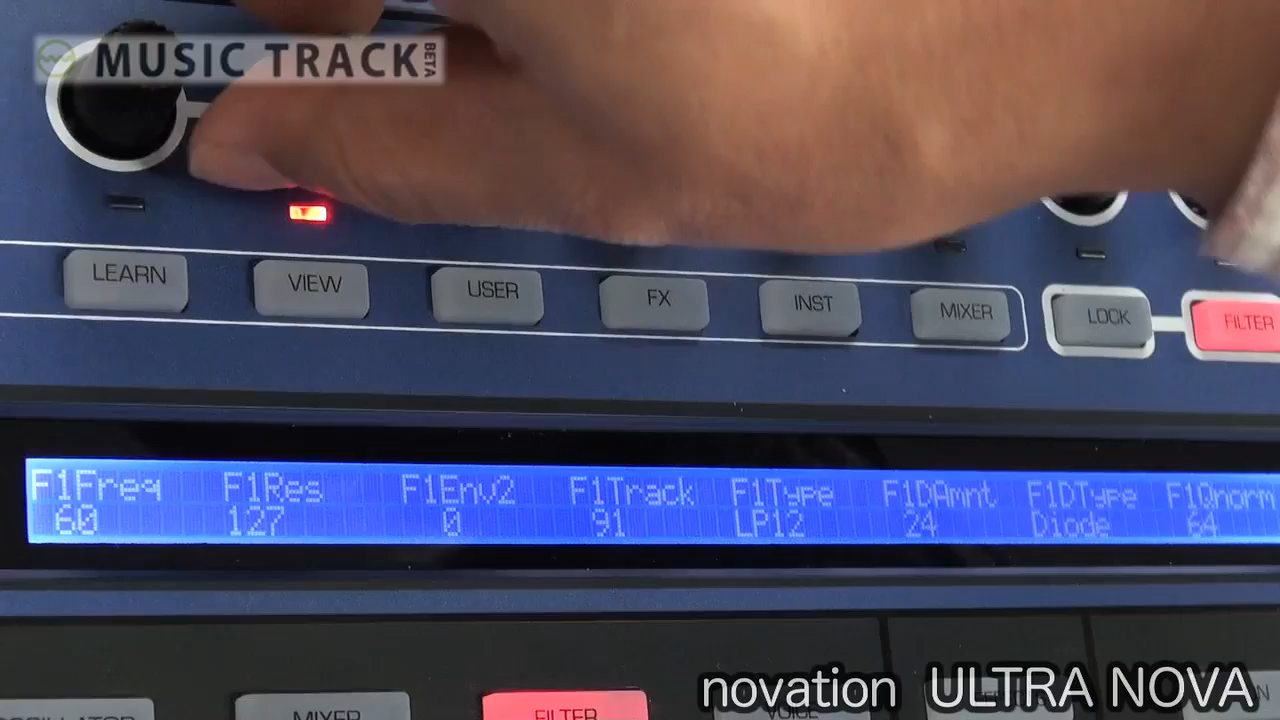 MUSIC TRACK BETA
LEARN VIEW USER FX INST MIXER LOCK FILTER
F1Freq F1Res F1Env2 F1Track F1Type F1DAmnt F1DType F1Qnorm
60 127 0 91 LP12 24 Diode 64
MIXER FILTER VOICE
novation ULTRA NOVA